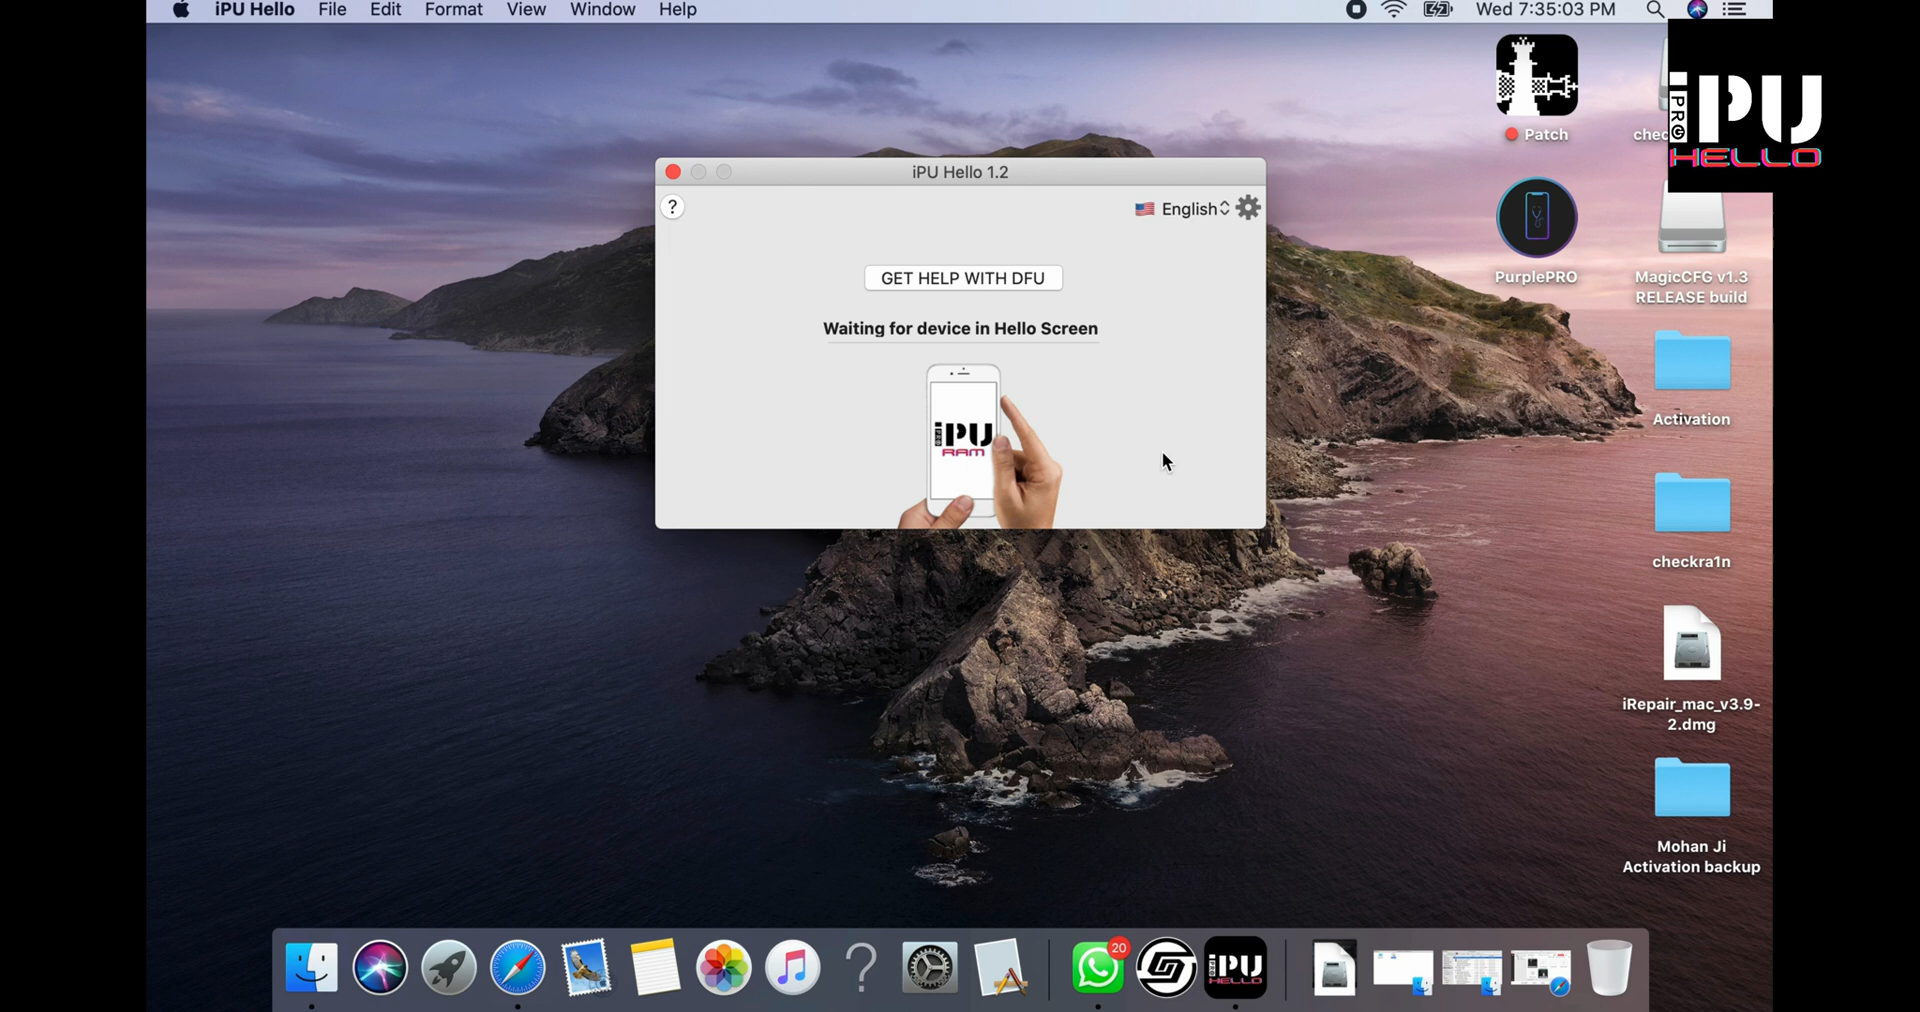 iPU Hello File Edit Format View Window Help
Wed 7:35:03 PM
iPRO iPU
HELLO
Patch
chec
iPU Hello 1.2
?
English
GET HELP WITH DFU
Waiting for device in Hello Screen
iPU
RAM
PurplePRO
MagicCFG v1.3
RELEASE build
Activation
checkra1n
iRepair_mac_v3.9-
2.dmg
Mohan Ji
Activation backup
?
20
iPU
HELLO